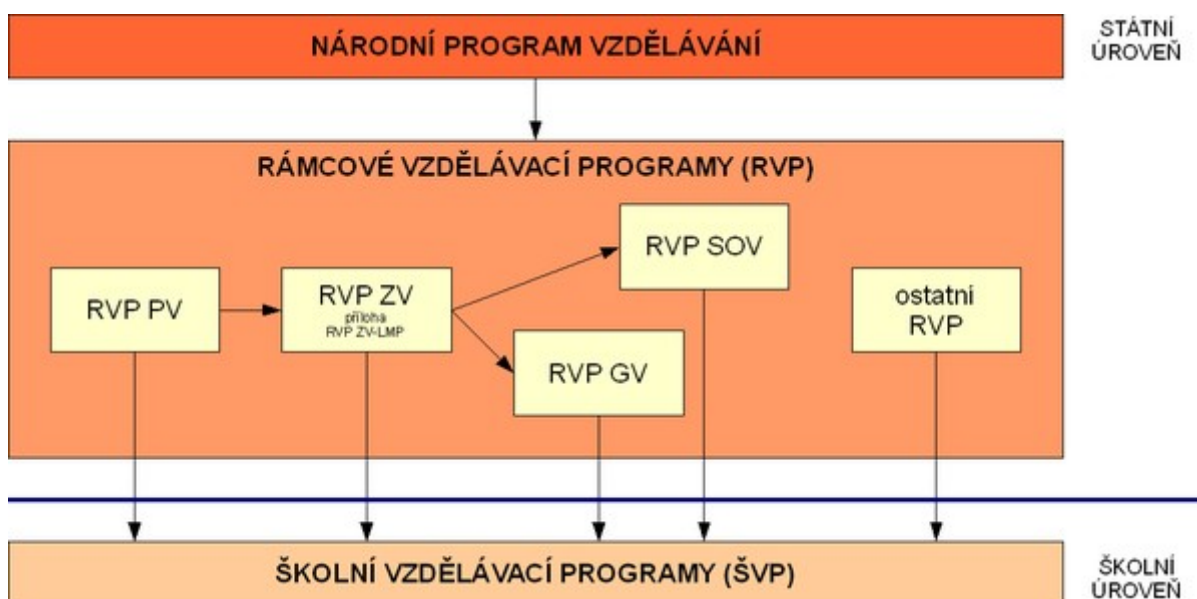 NÁRODNÍ PROGRAM VZDĚLÁVÁNÍ
STÁTNÍ
ÚROVEŇ
RÁMCOVÉ VZDĚLÁVACÍ PROGRAMY (RVP)
RVP PV
RVP ZV
příloha
RVP ZV-LMP
RVP SOV
RVP GV
ostatní
RVP
ŠKOLNÍ VZDĚLÁVACÍ PROGRAMY (ŠVP)
ŠKOLNÍ
ÚROVEŇ